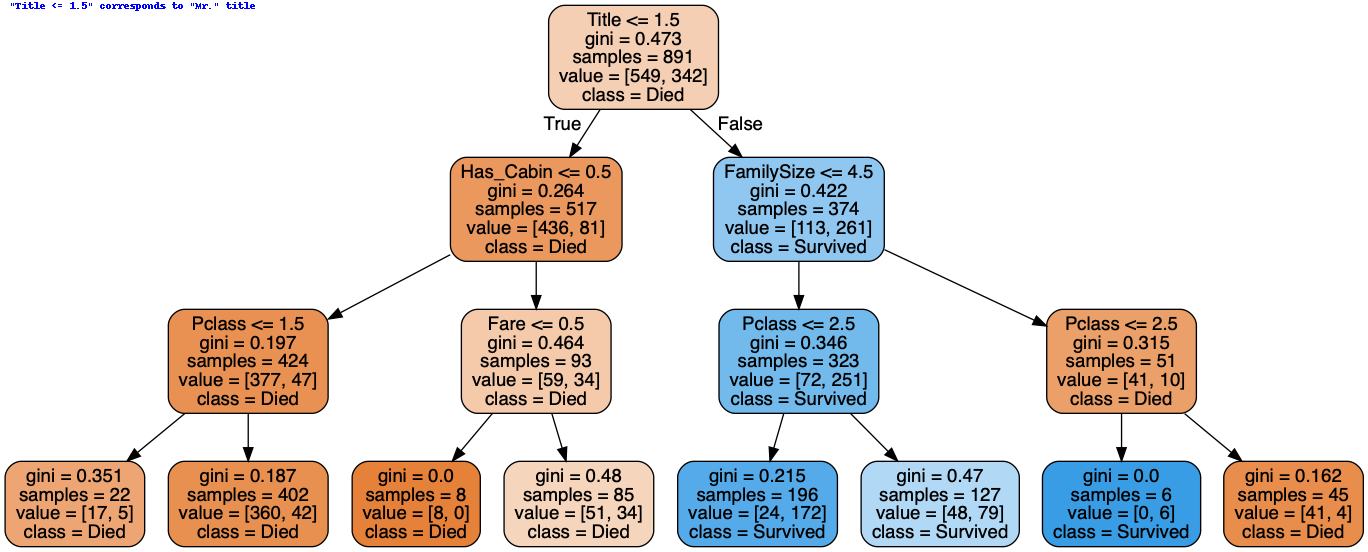 "Title <= 1.5" corresponds to "Mr." title
Title <= 1.5
gini = 0.473
samples = 891
value = [549, 342]
class = Died
True
False
Has_Cabin <= 0.5
gini = 0.264
samples = 517
value = [436, 81]
class = Died
FamilySize <= 4.5
gini = 0.422
samples = 374
value = [113, 261]
class = Survived
Pclass <= 1.5
gini = 0.197
samples = 424
value = [377, 47]
class = Died
Fare <= 0.5
gini = 0.464
samples = 93
value = [59, 34]
class = Died
Pclass <= 2.5
gini = 0.346
samples = 323
value = [72, 251]
class = Survived
Pclass <= 2.5
gini = 0.315
samples = 51
value = [41, 10]
class = Died
gini = 0.351
samples = 22
value = [17, 5]
class = Died
gini = 0.187
samples = 402
value = [360, 42]
class = Died
gini = 0.0
samples = 8
value = [8, 0]
class = Died
gini = 0.48
samples = 85
value = [51, 34]
class = Died
gini = 0.215
samples = 196
value = [24, 172]
class = Survived
gini = 0.47
samples = 127
value = [48, 79]
class = Survived
gini = 0.0
samples = 6
value = [0, 6]
class = Survived
gini = 0.162
samples = 45
value = [41, 4]
class = Died